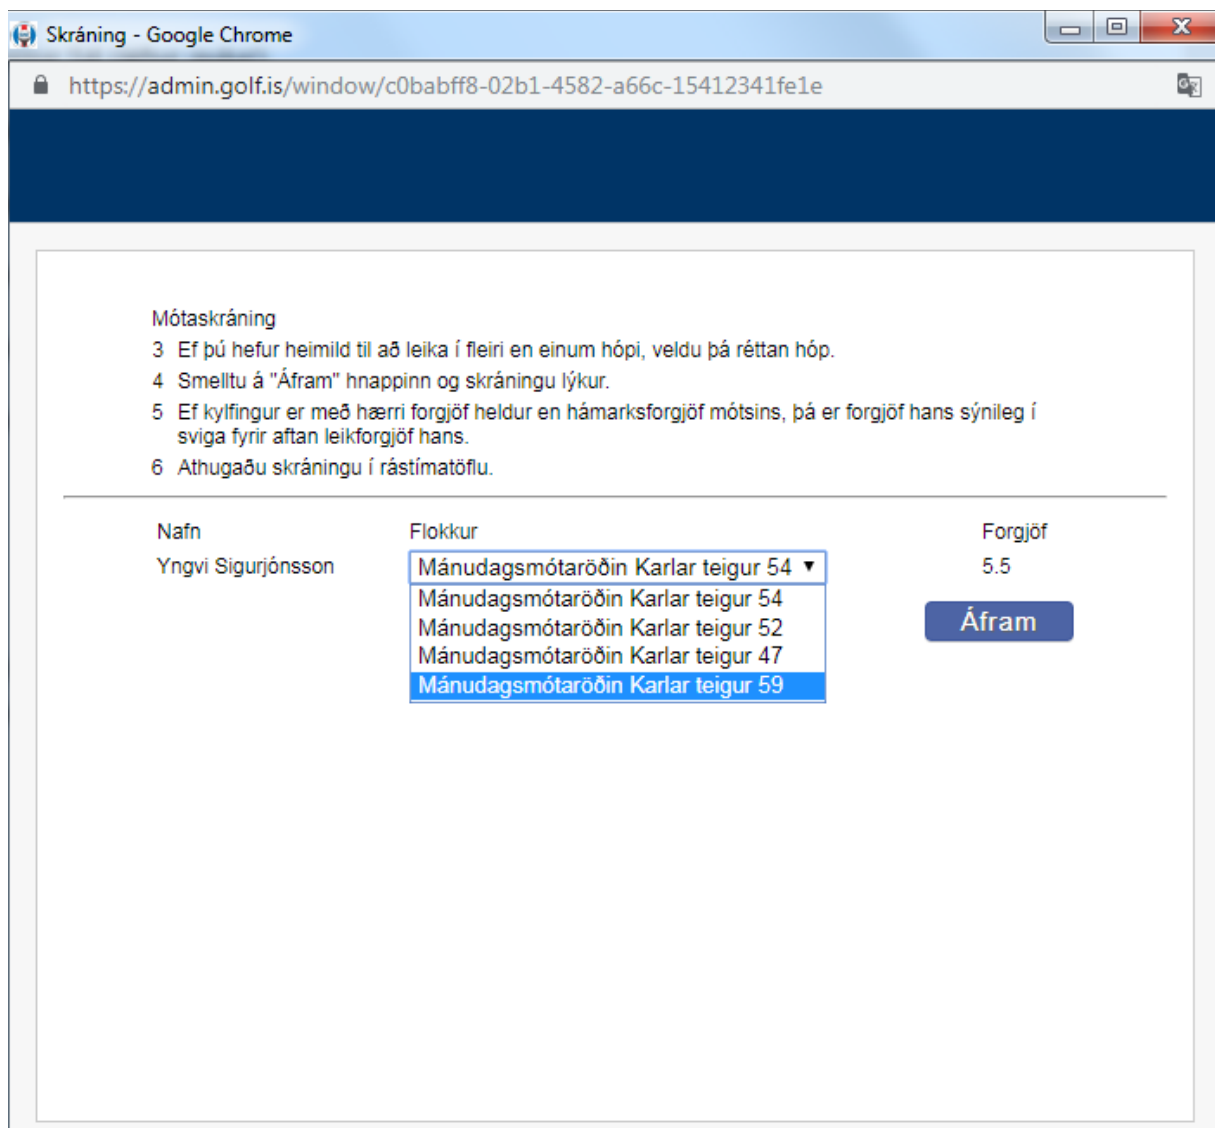 Skráning - Google Chrome
https://admin.golf.is/window/c0babff8-02b1-4582-a66c-15412341fe1e
Mótaskráning
3 Ef þú hefur heimild til að leika í fleiri en einum hópi, veldu þá réttan hóp.
4 Smelltu á "Áfram" hnappinn og skráningu lýkur.
5 Ef kylfingur er með hærri forgjöf heldur en hámarksforgjöf mótsins, þá er forgjöf hans sýnileg í
sviga fyrir aftan leikforgjöf hans.
6 Athugaðu skráningu í rástímatöflu.
Nafn Flokkur Forgjöf
Yngvi Sigurjónsson Mánudagsmótaröðin Karlar teigur 54 5.5
Mánudagsmótaröðin Karlar teigur 54
Áfram
Mánudagsmótaröðin Karlar teigur 52
Mánudagsmótaröðin Karlar teigur 47
Mánudagsmótaröðin Karlar teigur 59